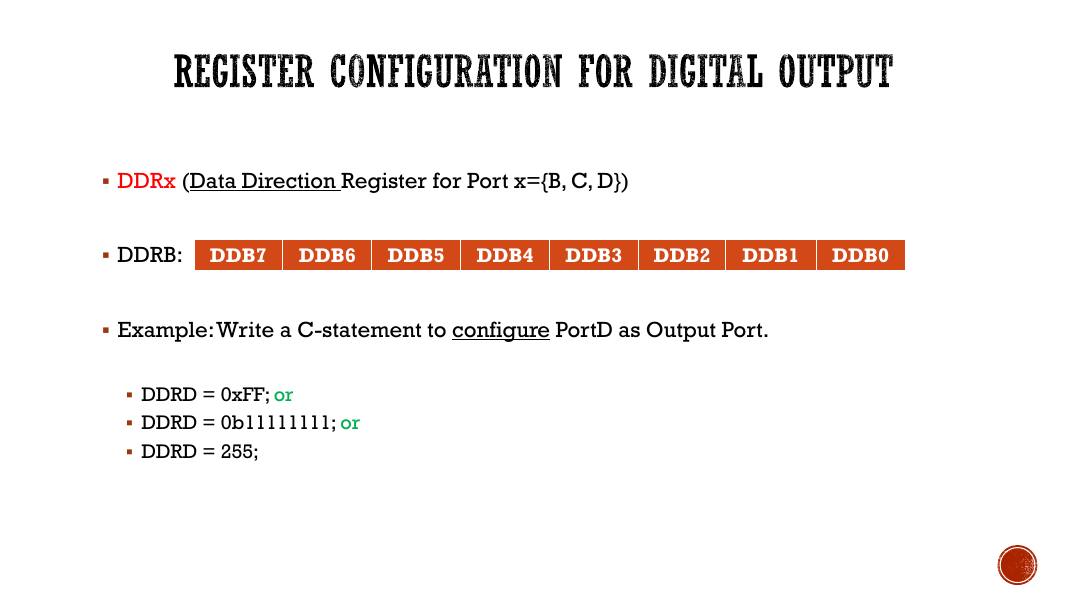 REGISTER CONFIGURATION FOR DIGITAL OUTPUT
▪ DDRx (Data Direction Register for Port x={B, C, D})
▪ DDRB: DDB7 DDB6 DDB5 DDB4 DDB3 DDB2 DDB1 DDB0
▪ Example: Write a C-statement to configure PortD as Output Port.
▪ DDRD = 0xFF; or
▪ DDRD = 0b11111111; or
▪ DDRD = 255;